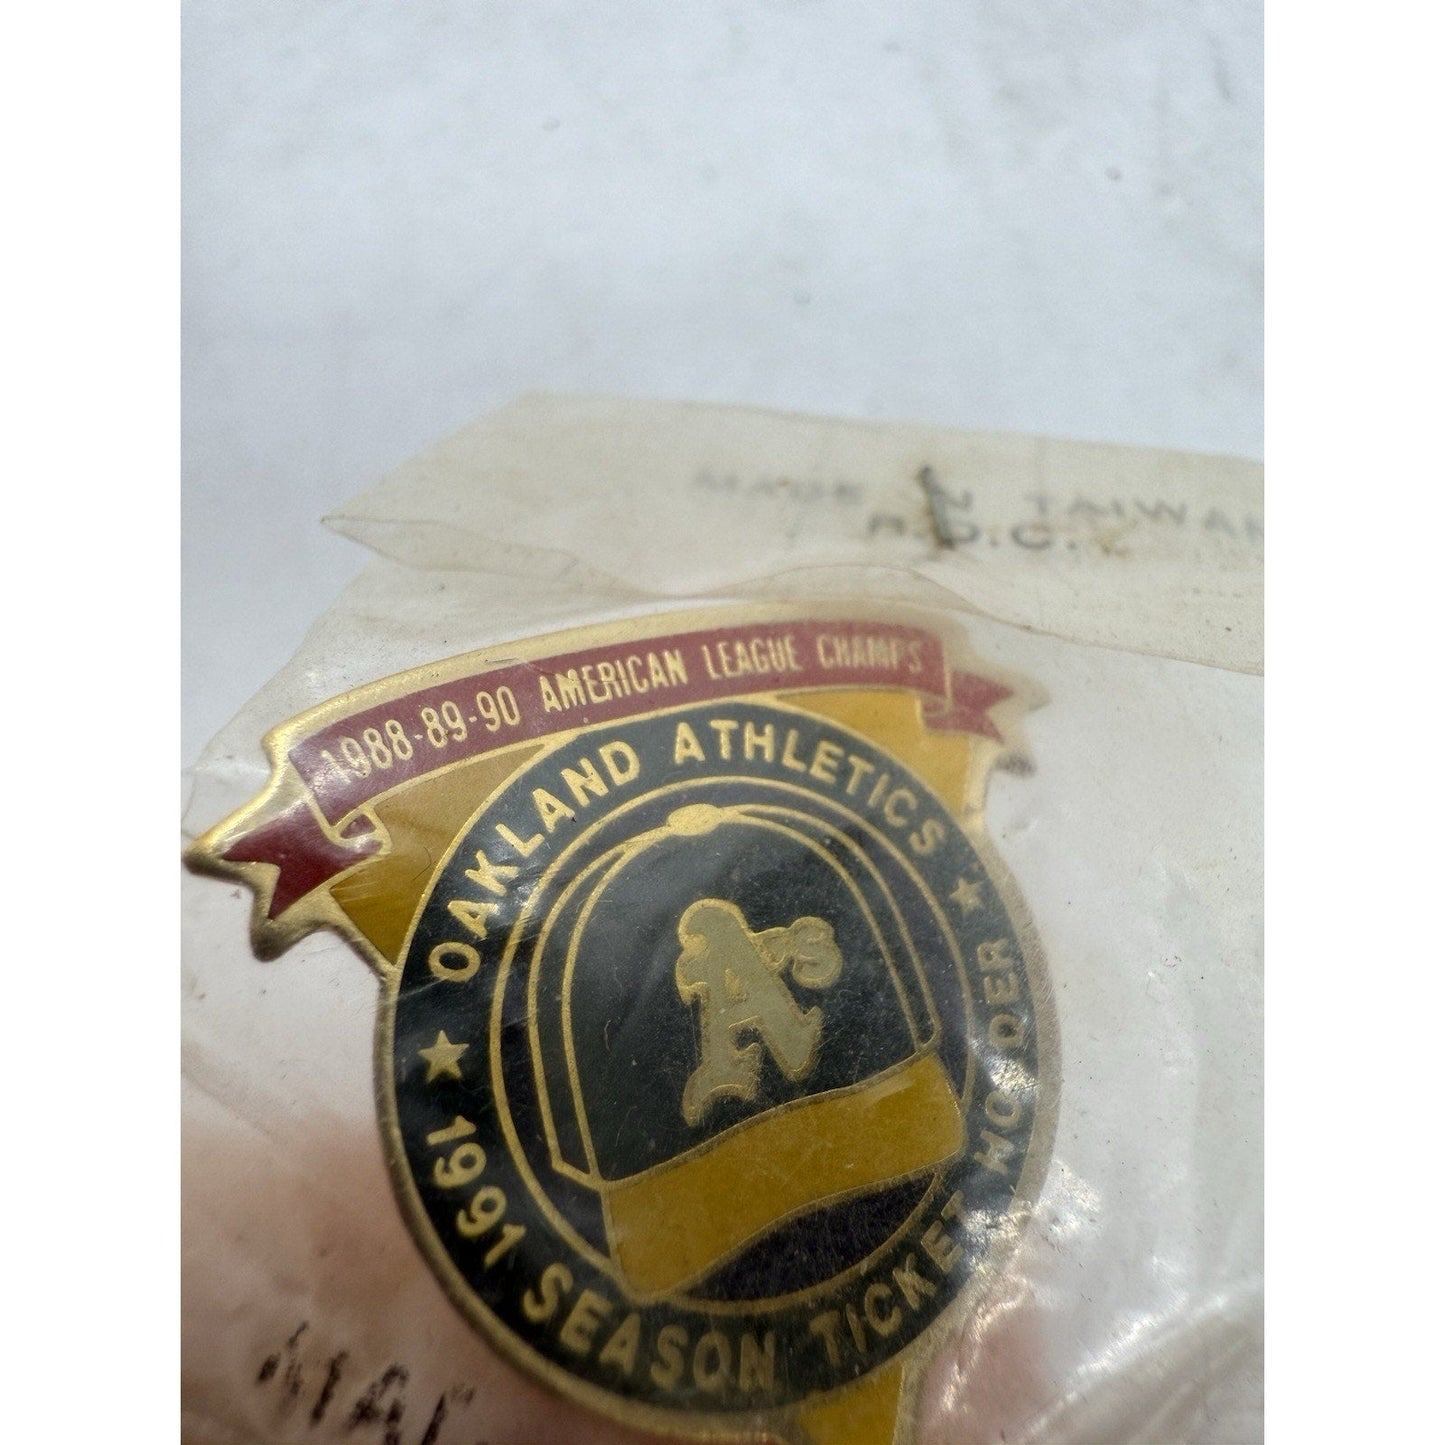 MADE IN TAIWAN
R.O.C.
1988-89-90 AMERICAN LEAGUE CHAMPS
OAKLAND ATHLETICS
A's
1991 SEASON TICKET HOLDER